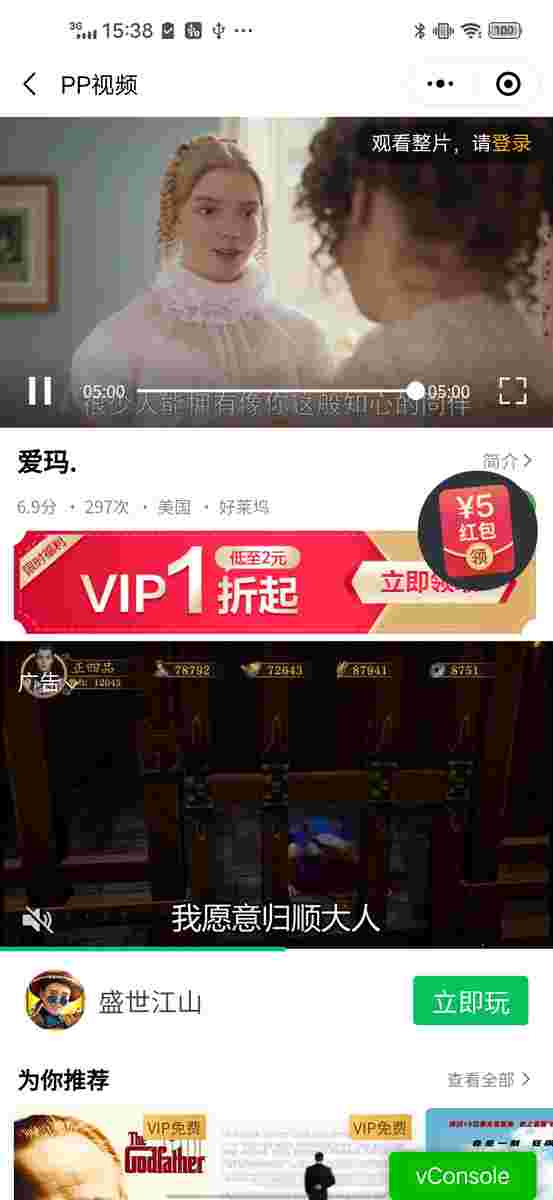 3G 15:38 100
PP视频
观看整片，请登录
05:00 05:00
很少人能拥有像你这般知心的同伴
爱玛. 简介
6.9分 · 297次 · 美国 · 好莱坞
¥5
红包
领
限时福利
VIP1折起
低至2元
立即领取
正四品 78792 72643 87941 8751
12043
广告
我愿意归顺大人
盛世江山 立即玩
为你推荐 查看全部
VIP免费 VIP免费
The
Godfather
vConsole